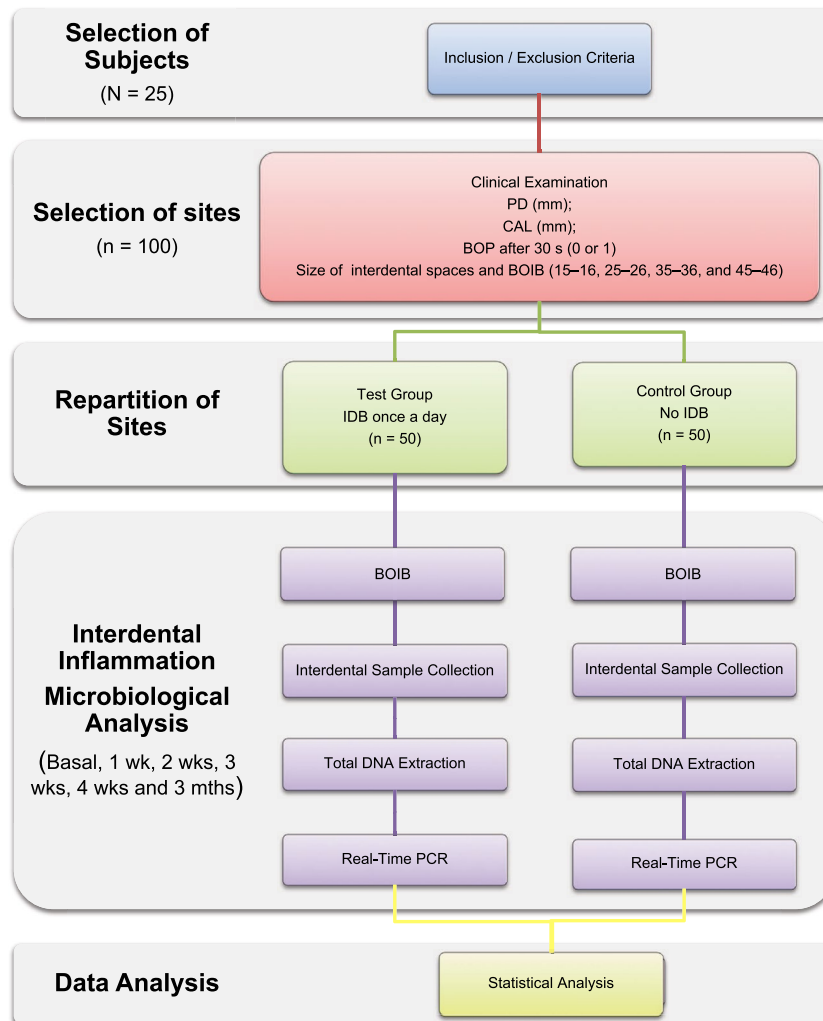 Selection of
Subjects
(N = 25)
Inclusion / Exclusion Criteria
Selection of sites
(n = 100)
Clinical Examination
PD (mm);
CAL (mm);
BOP after 30 s (0 or 1)
Size of interdental spaces and BOIB (15–16, 25–26, 35–36, and 45–46)
Repartition of
Sites
Test Group
IDB once a day
(n = 50)
Control Group
No IDB
(n = 50)
Interdental
Inflammation
Microbiological
Analysis
(Basal, 1 wk, 2 wks, 3
wks, 4 wks and 3 mths)
BOIB
BOIB
Interdental Sample Collection
Interdental Sample Collection
Total DNA Extraction
Total DNA Extraction
Real-Time PCR
Real-Time PCR
Data Analysis
Statistical Analysis